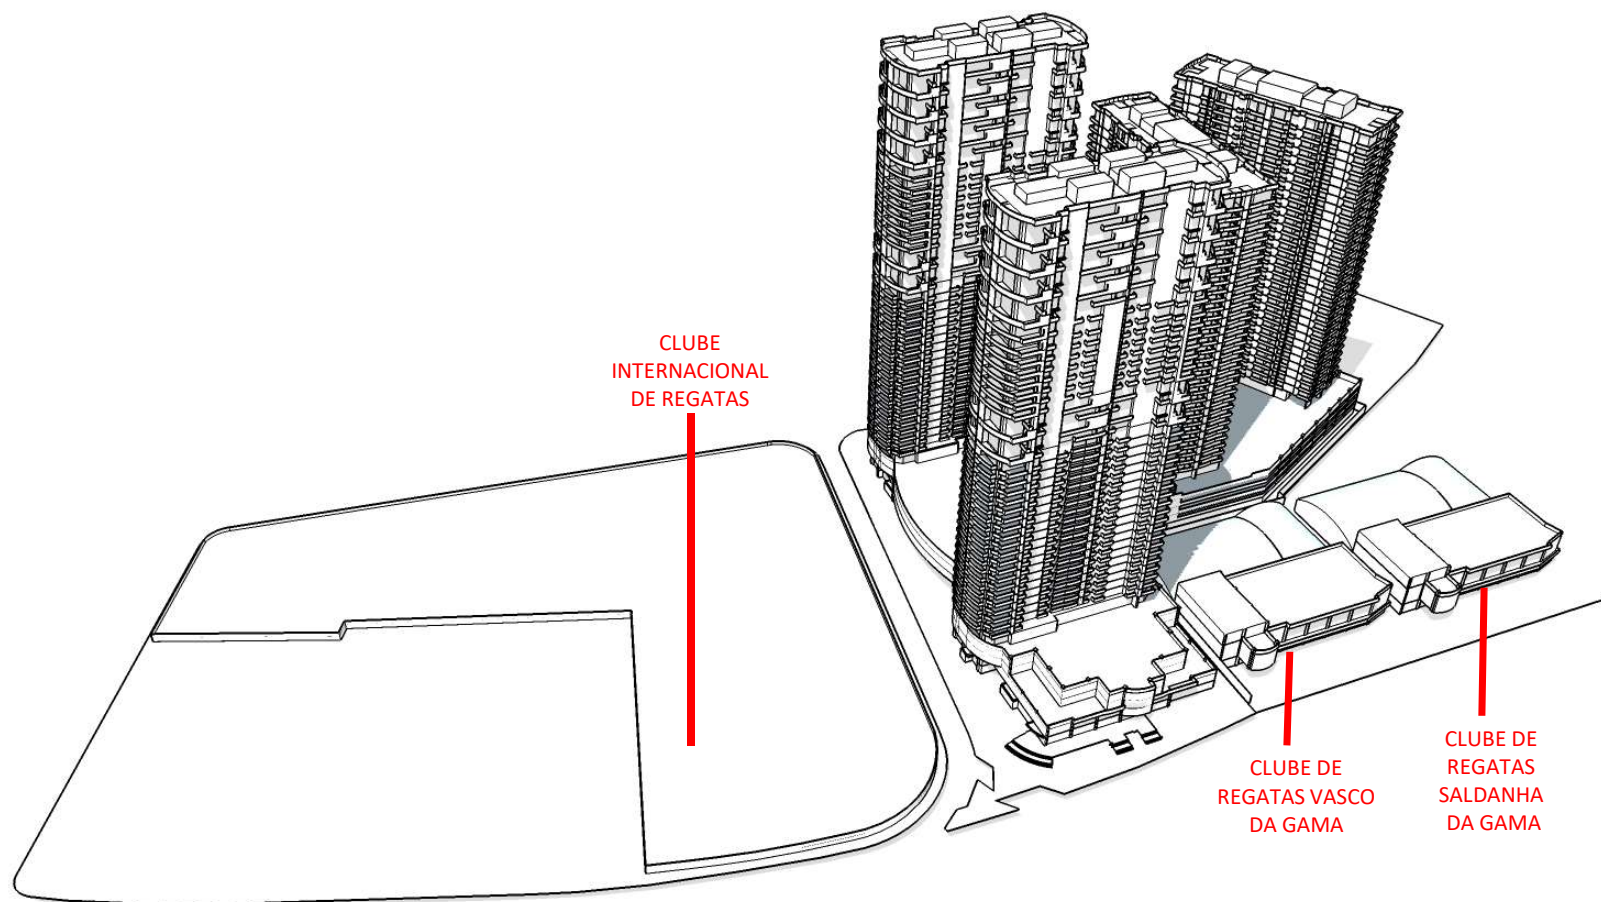 CLUBE
INTERNACIONAL
DE REGATAS
CLUBE DE
REGATAS VASCO
DA GAMA
CLUBE DE
REGATAS
SALDANHA
DA GAMA